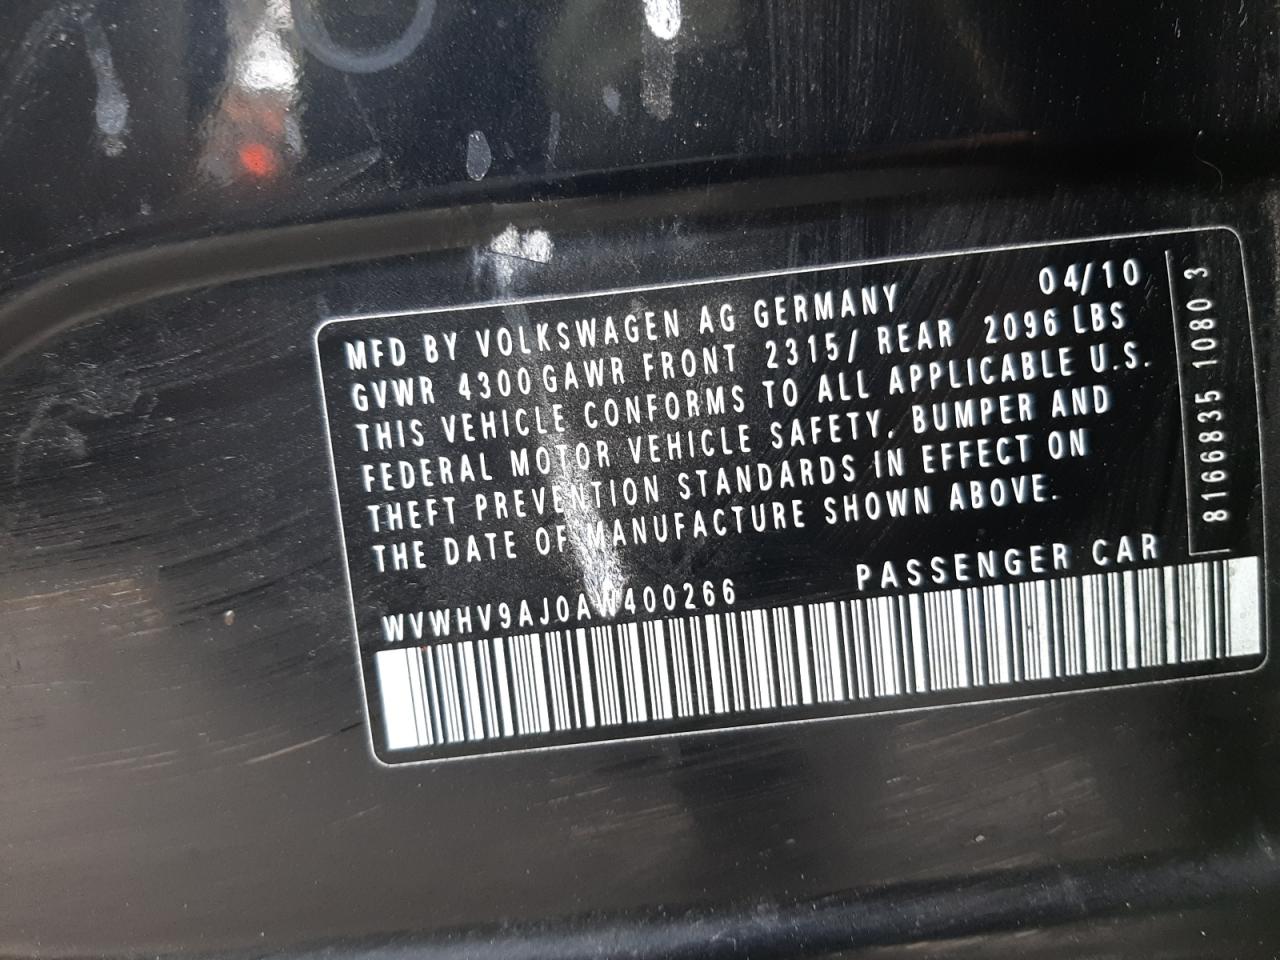 MFD BY VOLKSWAGEN AG GERMANY 04/10
GVWR 4300 GAWR FRONT 2315/ REAR 2096 LBS
THIS VEHICLE CONFORMS TO ALL APPLICABLE U.S.
FEDERAL MOTOR VEHICLE SAFETY, BUMPER AND
THEFT PREVENTION STANDARDS IN EFFECT ON
THE DATE OF MANUFACTURE SHOWN ABOVE.
WVWHV9AJ0AW400266 PASSENGER CAR
8166835 1080 3